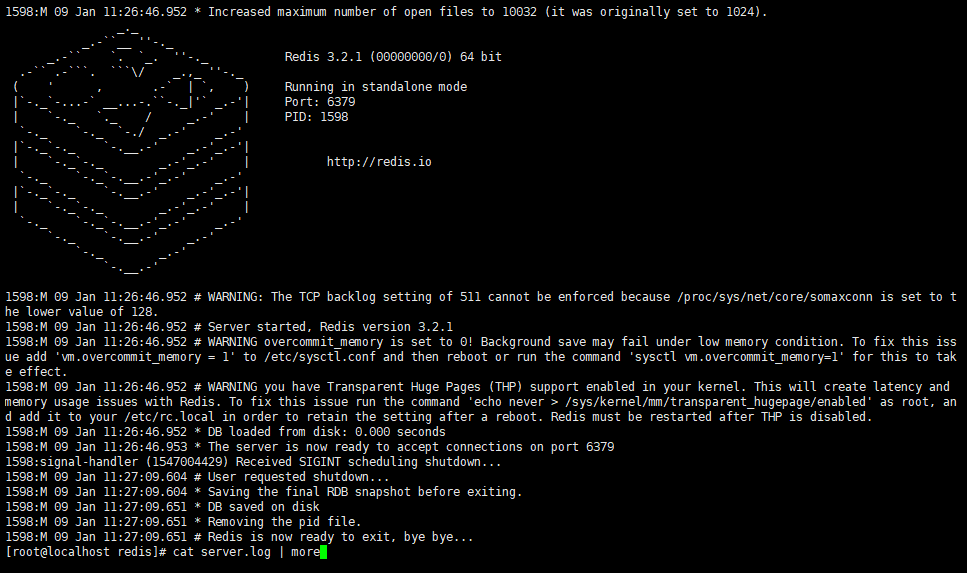 1598:M 09 Jan 11:26:46.952 * Increased maximum number of open files to 10032 (it was originally set to 1024).
Redis 3.2.1 (00000000/0) 64 bit
Running in standalone mode
Port: 6379
PID: 1598
http://redis.io
1598:M 09 Jan 11:26:46.952 # WARNING: The TCP backlog setting of 511 cannot be enforced because /proc/sys/net/core/somaxconn is set to t
he lower value of 128.
1598:M 09 Jan 11:26:46.952 # Server started, Redis version 3.2.1
1598:M 09 Jan 11:26:46.952 # WARNING overcommit_memory is set to 0! Background save may fail under low memory condition. To fix this iss
ue add 'vm.overcommit_memory = 1' to /etc/sysctl.conf and then reboot or run the command 'sysctl vm.overcommit_memory=1' for this to tak
e effect.
1598:M 09 Jan 11:26:46.952 # WARNING you have Transparent Huge Pages (THP) support enabled in your kernel. This will create latency and
memory usage issues with Redis. To fix this issue run the command 'echo never > /sys/kernel/mm/transparent_hugepage/enabled' as root, an
d add it to your /etc/rc.local in order to retain the setting after a reboot. Redis must be restarted after THP is disabled.
1598:M 09 Jan 11:26:46.952 * DB loaded from disk: 0.000 seconds
1598:M 09 Jan 11:26:46.953 * The server is now ready to accept connections on port 6379
1598:signal-handler (1547004429) Received SIGINT scheduling shutdown...
1598:M 09 Jan 11:27:09.604 # User requested shutdown...
1598:M 09 Jan 11:27:09.604 * Saving the final RDB snapshot before exiting.
1598:M 09 Jan 11:27:09.651 * DB saved on disk
1598:M 09 Jan 11:27:09.651 * Removing the pid file.
1598:M 09 Jan 11:27:09.651 # Redis is now ready to exit, bye bye...
[root@localhost redis]# cat server.log | more